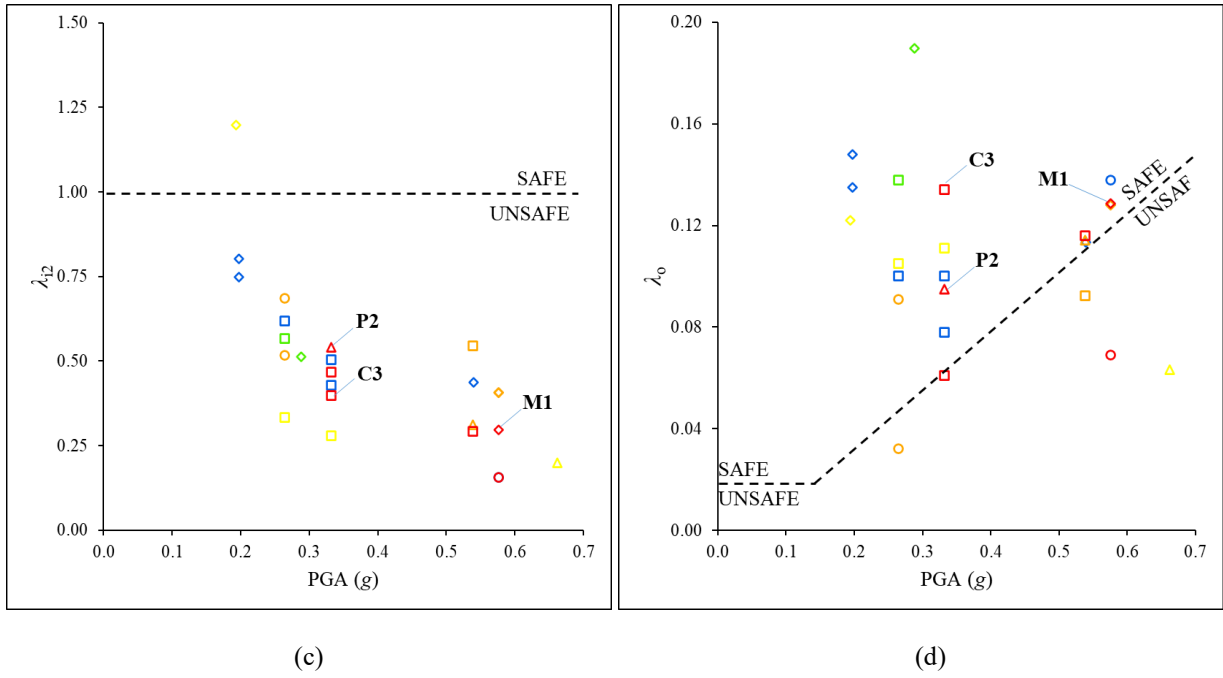 1.50
1.25
1.00
0.75
0.50
0.25
0.00
λi2
SAFE
UNSAFE
P2
C3
M1
0.0 0.1 0.2 0.3 0.4 0.5 0.6 0.7
PGA (g)
(c)
0.20
0.16
0.12
0.08
0.04
0.00
λo
C3
M1
SAFE
UNSAF
P2
SAFE
UNSAFE
0.0 0.1 0.2 0.3 0.4 0.5 0.6 0.7
PGA (g)
(d)